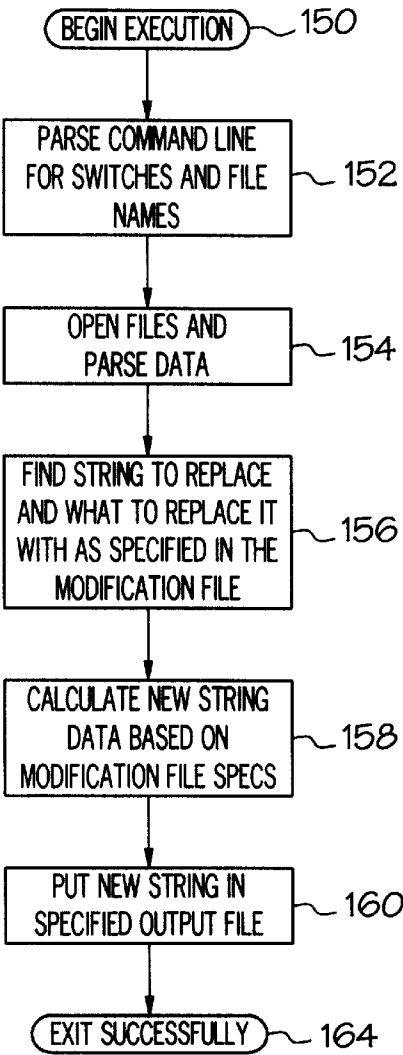 BEGIN EXECUTION 150
PARSE COMMAND LINE
FOR SWITCHES AND FILE
NAMES
152
OPEN FILES AND
PARSE DATA
154
FIND STRING TO REPLACE
AND WHAT TO REPLACE IT
WITH AS SPECIFIED IN THE
MODIFICATION FILE
156
CALCULATE NEW STRING
DATA BASED ON
MODIFICATION FILE SPECS
158
PUT NEW STRING IN
SPECIFIED OUTPUT FILE
160
EXIT SUCCESSFULLY 164